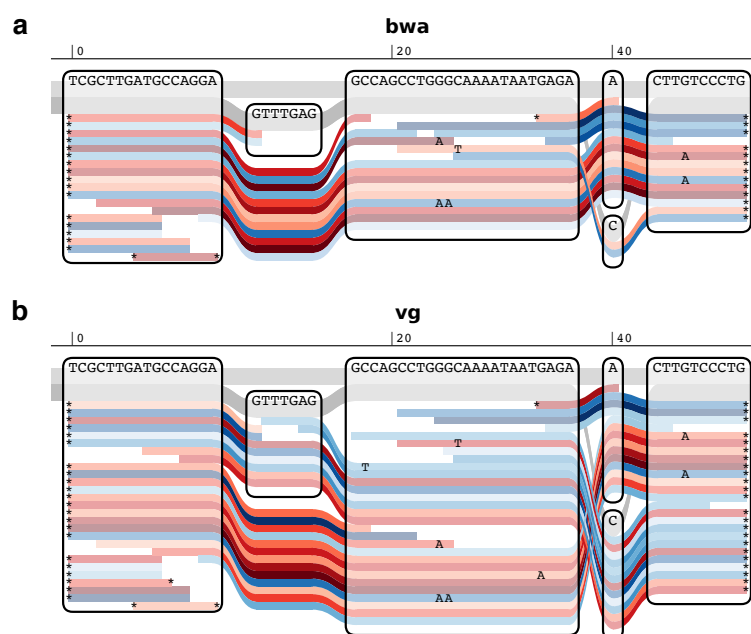 a
bwa
0 20 40
TCGCTTGATGCCAGGA GCCAGCCTGGGCAAAATAATGAGA A CTTGTCCCTG
GTTTGAG
*
*
*
* A
* T A
*
*
*
* A
*
* AA
*
* C
*
*
*
* *
b
vg
0 20 40
TCGCTTGATGCCAGGA GCCAGCCTGGGCAAAATAATGAGA A CTTGTCCCTG
GTTTGAG
*
*
*
* A
* T
*
T
* A
*
*
* C
*
A
*
* A
*
* AA
* *